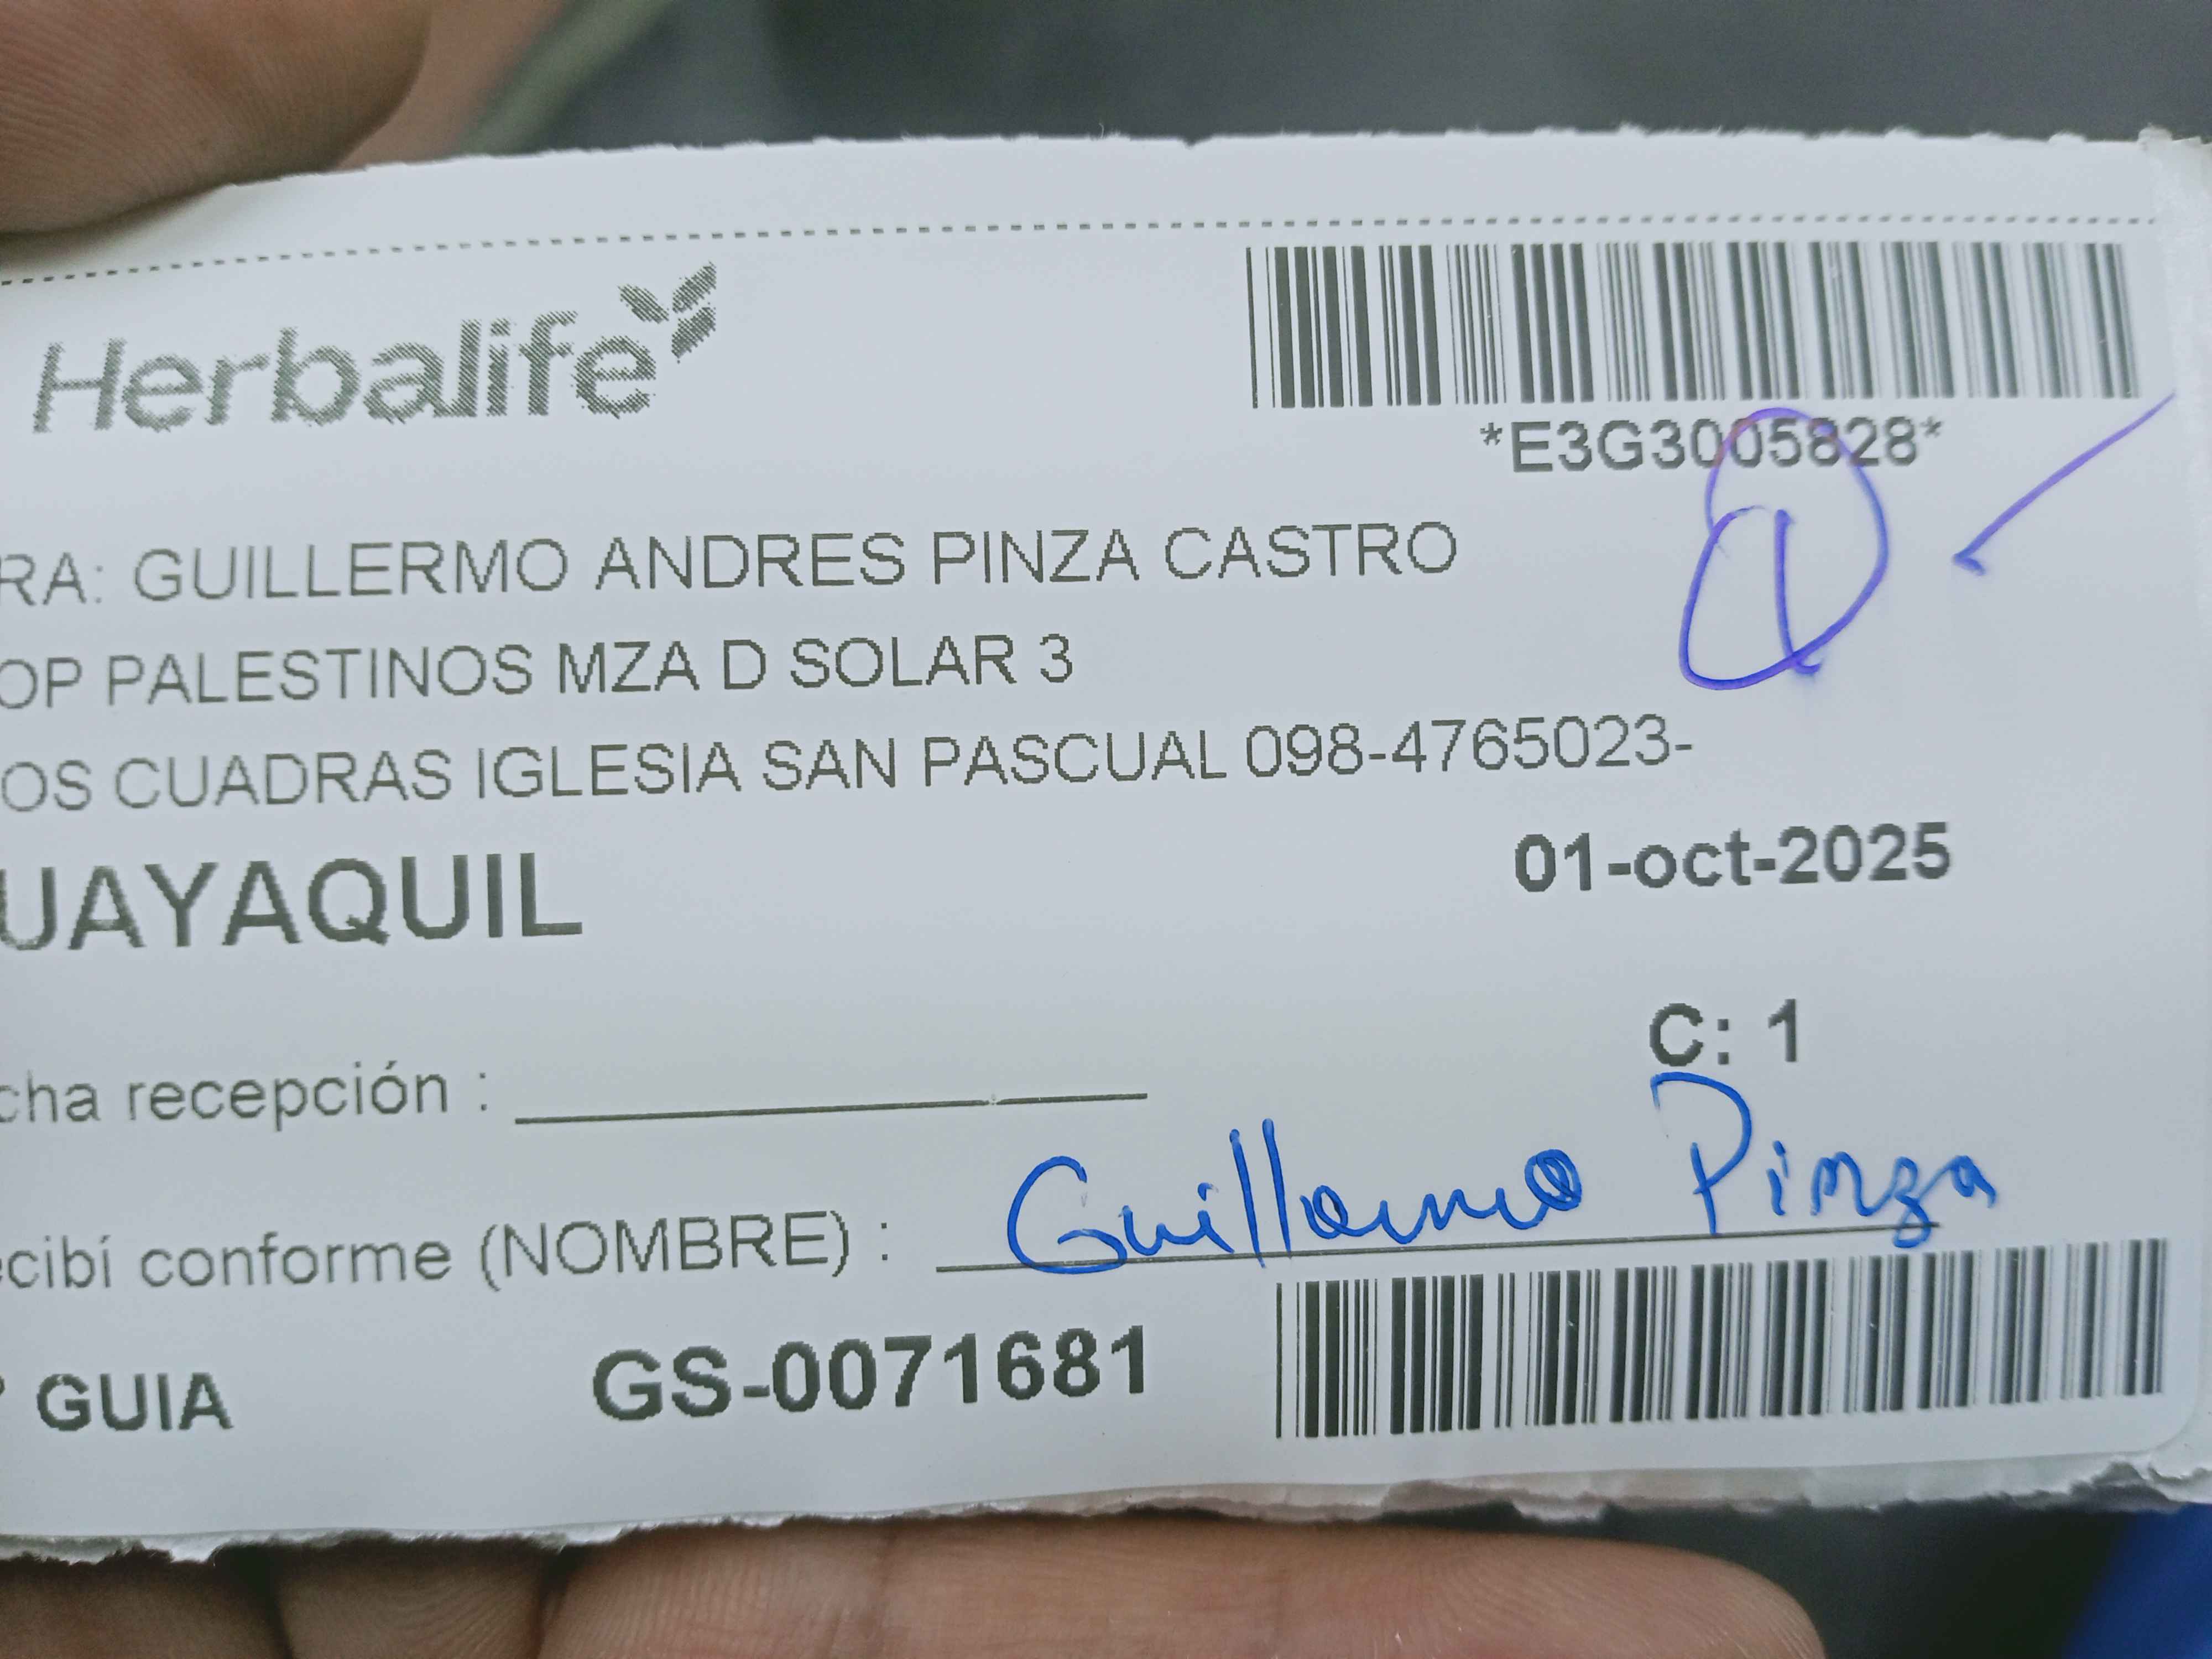 Herbalife
*E3G3005828*
1
RA: GUILLERMO ANDRES PINZA CASTRO
OP PALESTINOS MZA D SOLAR 3
OS CUADRAS IGLESIA SAN PASCUAL 098-4765023-
01-oct-2025
UAYAQUIL
C: 1
cha recepción :
ecibí conforme (NOMBRE) : Guillermo Pinza
GUIA GS-0071681